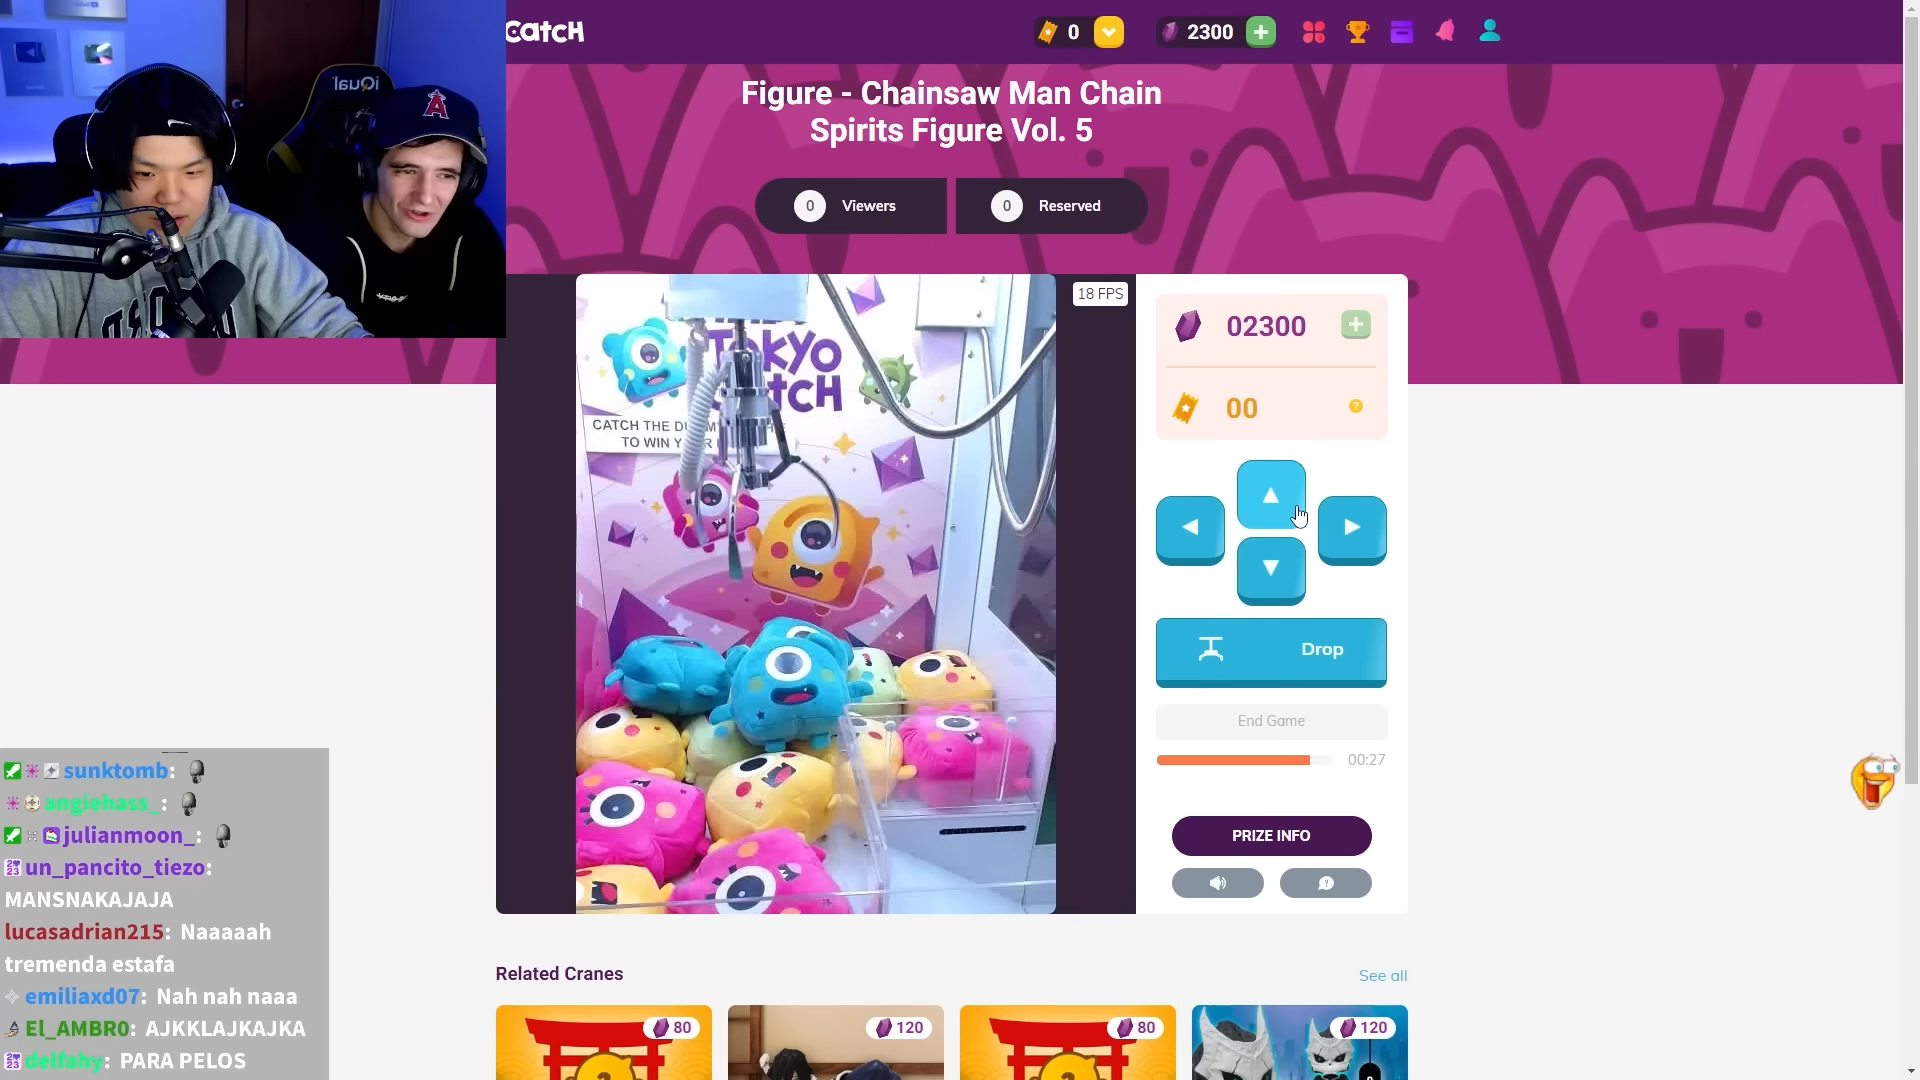 Catch
0
2300
Figure - Chainsaw Man Chain
Spirits Figure Vol. 5
0 Viewers
0 Reserved
18 FPS
TOKYO
CATCH THE
TO WIN
02300
00
Drop
End Game
00:27
PRIZE INFO
sunktomb:
angiehass_:
julianmoon_:
un_pancito_tiezo:
MANSNAKAJAJA
lucasadrian215: Naaaaah
tremenda estafa
emiliaxd07: Nah nah naaa
El_AMBR0: AJKKLAJKAJKA
delfahy: PARA PELOS
Related Cranes
See all
80
120
80
120